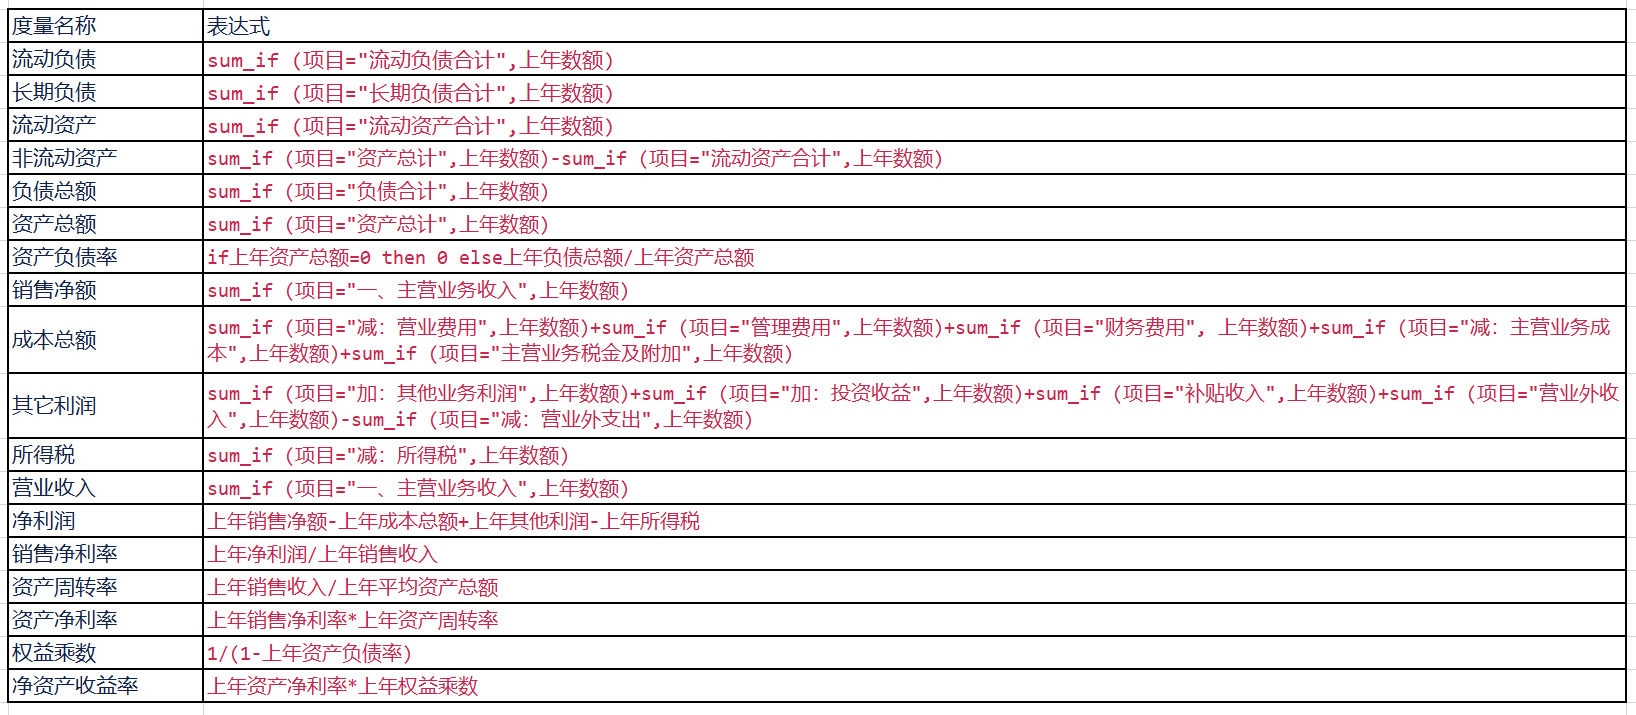 度量名称 表达式
流动负债 sum_if (项目="流动负债合计",上年数额)
长期负债 sum_if (项目="长期负债合计",上年数额)
流动资产 sum_if (项目="流动资产合计",上年数额)
非流动资产 sum_if (项目="资产总计",上年数额)-sum_if (项目="流动资产合计",上年数额)
负债总额 sum_if (项目="负债合计",上年数额)
资产总额 sum_if (项目="资产总计",上年数额)
资产负债率 if上年资产总额=0 then 0 else上年负债总额/上年资产总额
销售净额 sum_if (项目="一、主营业务收入",上年数额)
成本总额 sum_if (项目="减：营业费用",上年数额)+sum_if (项目="管理费用",上年数额)+sum_if (项目="财务费用", 上年数额)+sum_if (项目="减：主营业务成
本",上年数额)+sum_if (项目="主营业务税金及附加",上年数额)
其它利润 sum_if (项目="加：其他业务利润",上年数额)+sum_if (项目="加：投资收益",上年数额)+sum_if (项目="补贴收入",上年数额)+sum_if (项目="营业外收
入",上年数额)-sum_if (项目="减：营业外支出",上年数额)
所得税 sum_if (项目="减：所得税",上年数额)
营业收入 sum_if (项目="一、主营业务收入",上年数额)
净利润 上年销售净额-上年成本总额+上年其他利润-上年所得税
销售净利率 上年净利润/上年销售收入
资产周转率 上年销售收入/上年平均资产总额
资产净利率 上年销售净利率*上年资产周转率
权益乘数 1/(1-上年资产负债率)
净资产收益率 上年资产净利率*上年权益乘数